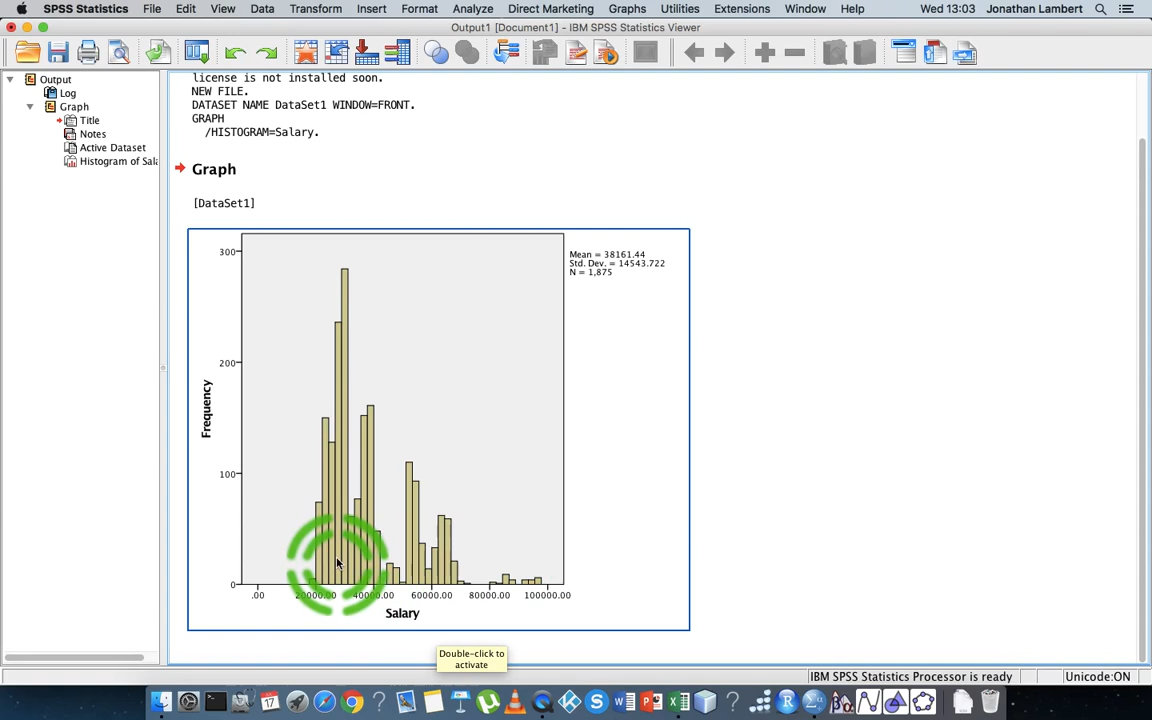 SPSS Statistics File Edit View Data Transform Insert Format Analyze Direct Marketing Graphs Utilities Extensions Window Help Wed 13:03 Jonathan Lambert
Output1 [Document1] - IBM SPSS Statistics Viewer
Output
Log
Graph
Title
Notes
Active Dataset
Histogram of Sala
license is not installed soon.
NEW FILE.
DATASET NAME DataSet1 WINDOW=FRONT.
GRAPH
/HISTOGRAM=Salary.
Graph
[DataSet1]
Mean = 38161.44
Std. Dev. = 14543.722
N = 1,875
300
200
100
0
Frequency
.00 20000.00 40000.00 60000.00 80000.00 100000.00
Salary
Double-click to
activate
IBM SPSS Statistics Processor is ready Unicode:ON
17